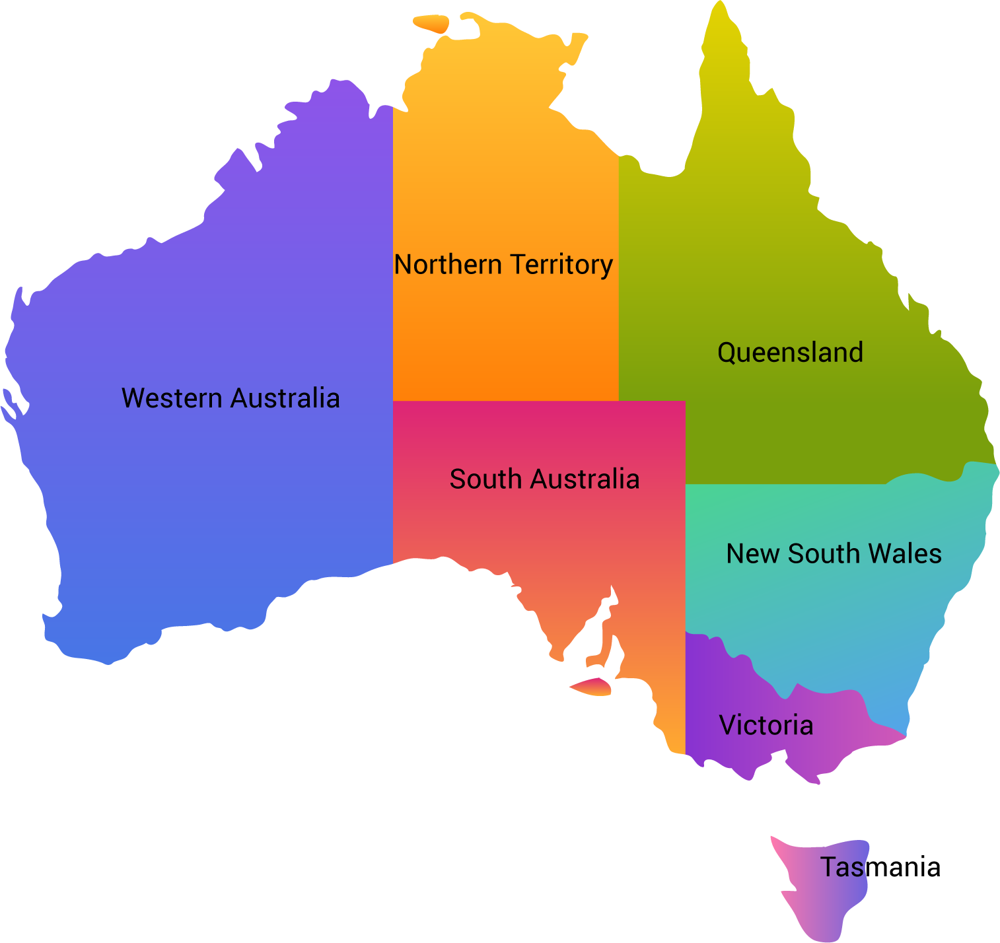 Northern Territory
Queensland
Western Australia
South Australia
New South Wales
Victoria
Tasmania